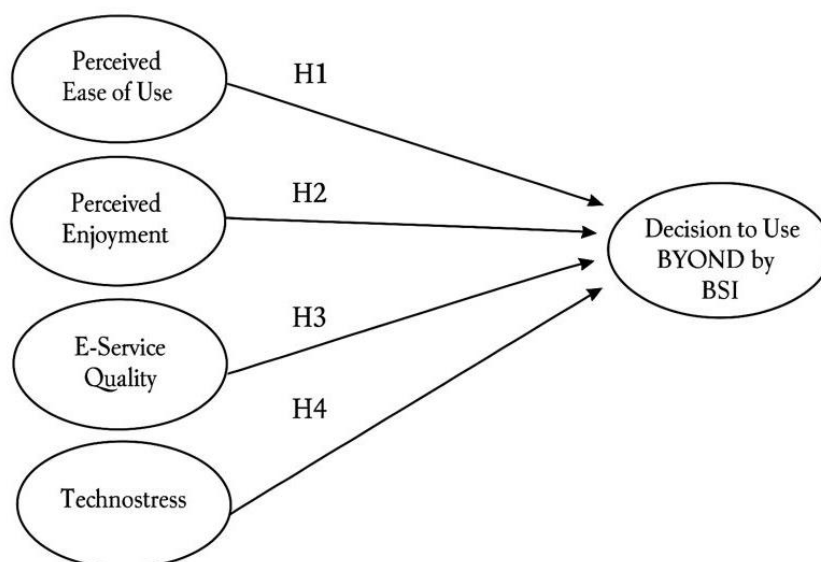 Perceived
Ease of Use
H1
Perceived
Enjoyment
H2
Decision to Use
BYOND by
BSI
E-Service
Quality
H3
H4
Technostress